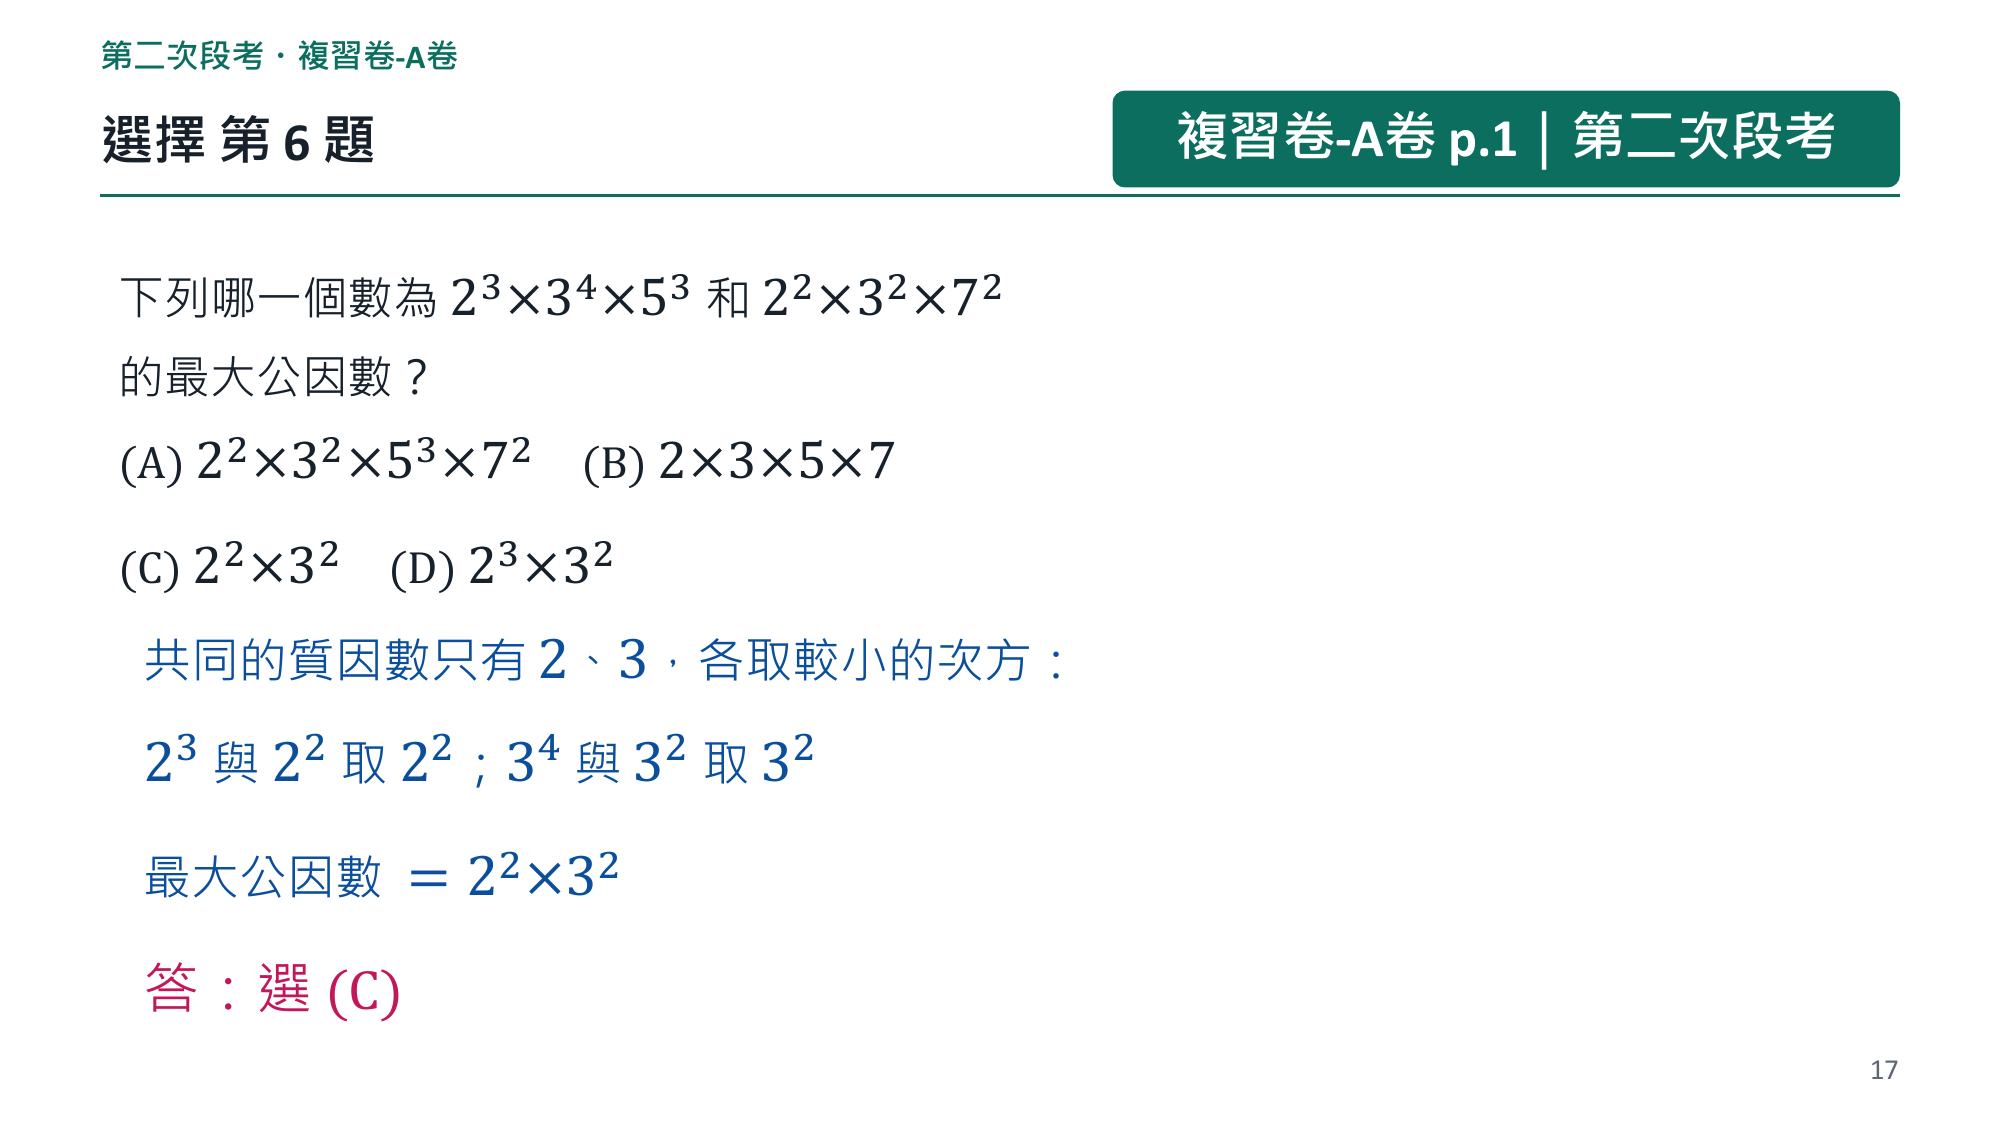 第二次段考・複習卷-A卷
選擇 第 6 題
複習卷-A卷 p.1｜第二次段考
下列哪一個數為 2³×3⁴×5³ 和 2²×3²×7²
的最大公因數？
(A) 2²×3²×5³×7² (B) 2×3×5×7
(C) 2²×3² (D) 2³×3²
共同的質因數只有 2、3，各取較小的次方：
2³ 與 2² 取 2²；3⁴ 與 3² 取 3²
最大公因數 = 2²×3²
答：選 (C)
17